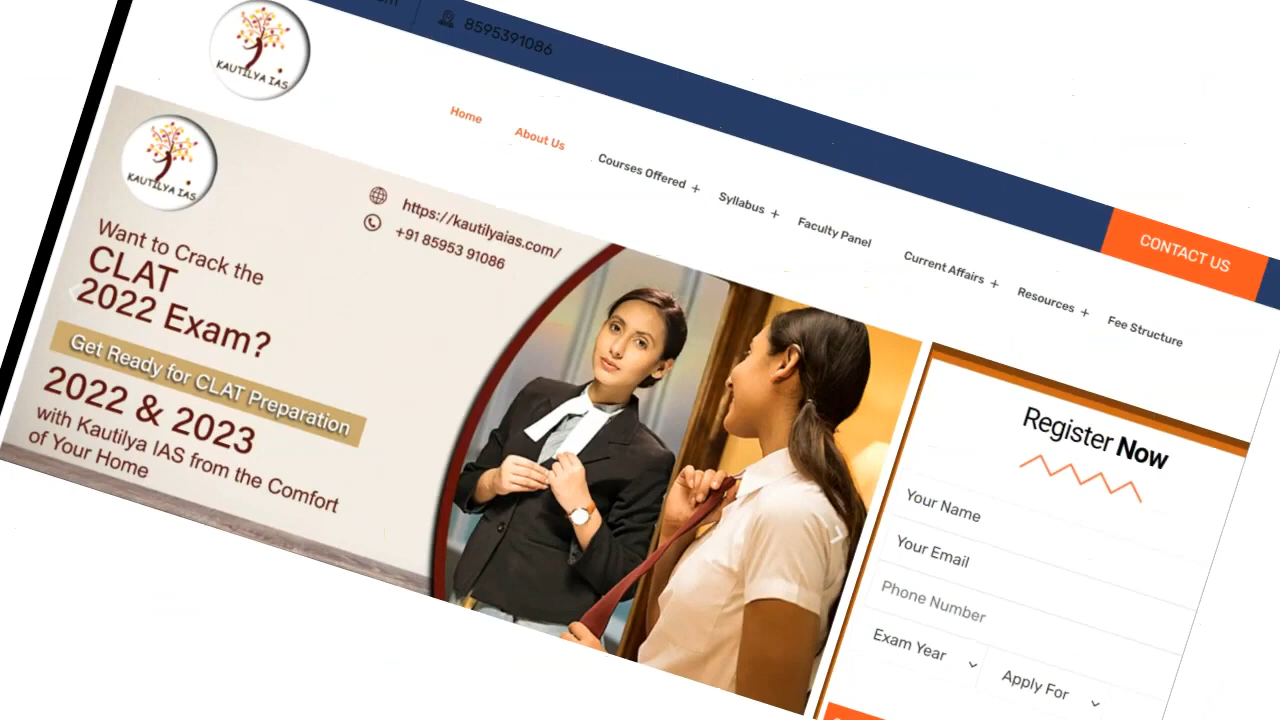 8595391086
CONTACT US
KAUTILYA IAS
Home
About Us
Courses Offered +
Syllabus +
Faculty Panel
Current Affairs +
Resources +
Fee Structure
KAUTILYA IAS
https://kautilyaias.com/
+91 85953 91086
Want to Crack the
CLAT
2022 Exam?
Get Ready for CLAT Preparation
2022 & 2023
with Kautilya IAS from the Comfort
of Your Home
Register Now
Your Name
Your Email
Phone Number
Exam Year
Apply For